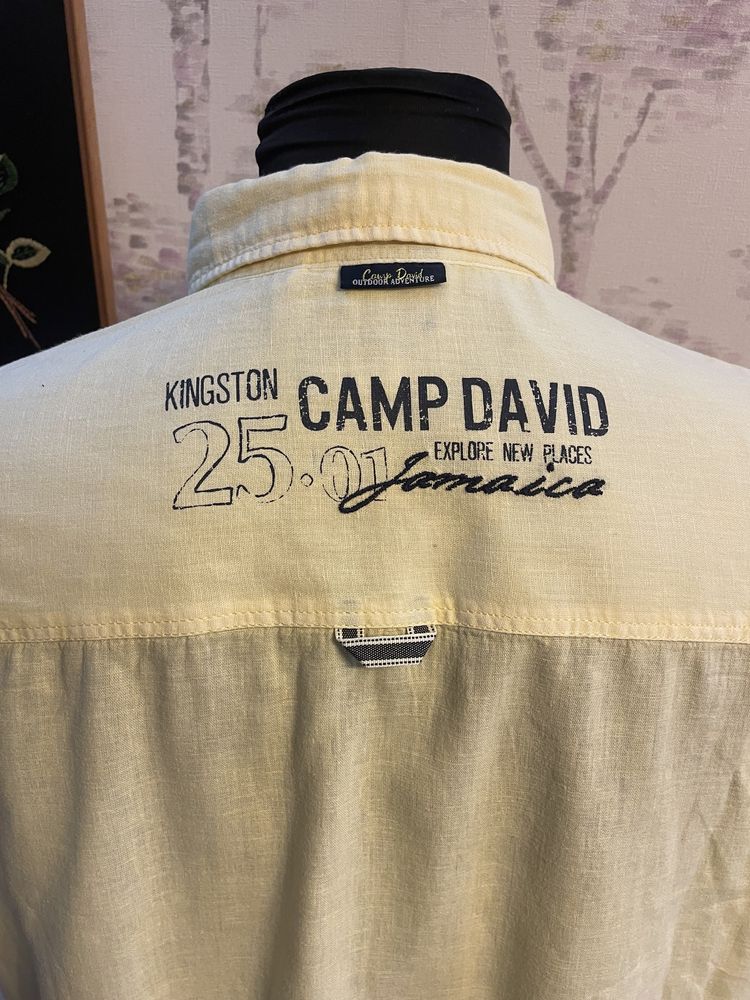 Camp David
OUTDOOR ADVENTURE
KINGSTON CAMP DAVID
25.01 EXPLORE NEW PLACES
Jamaica